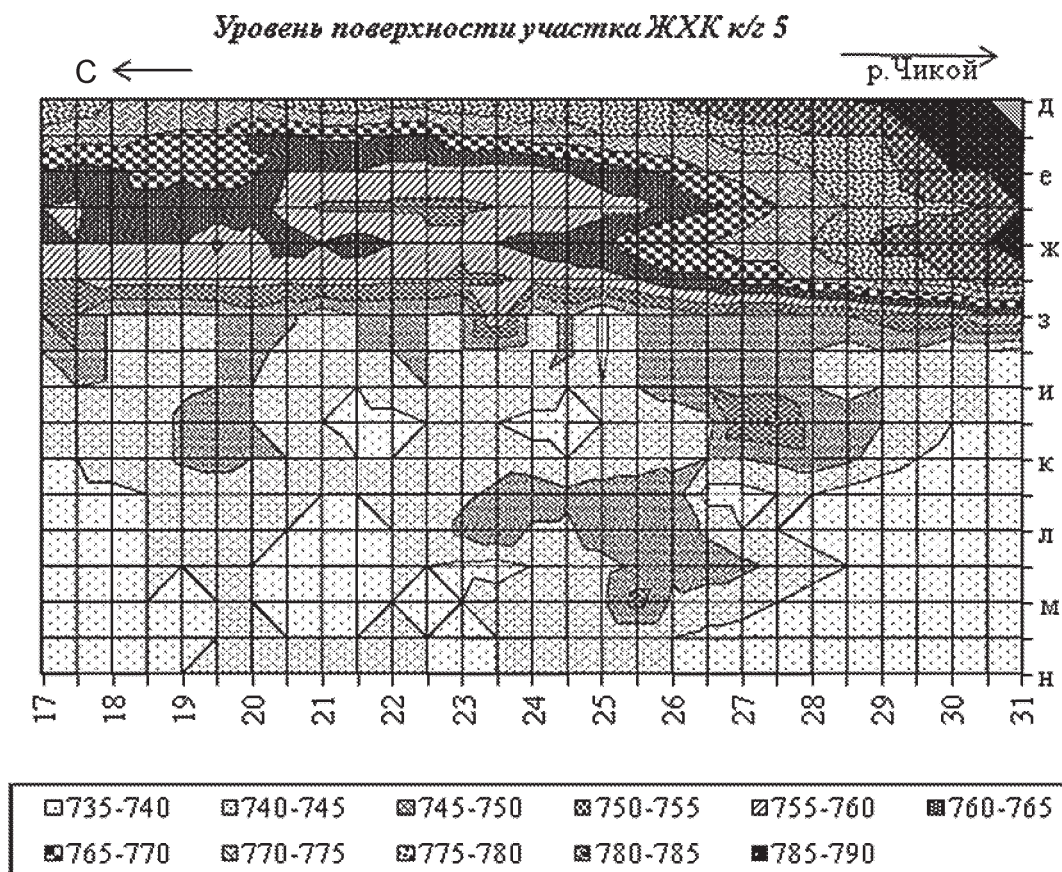 Уровень поверхности участка ЖХК к/г 5
С
р. Чикой
д
е
ж
з
и
к
л
м
н
17 18 19 20 21 22 23 24 25 26 27 28 29 30 31
735-740 740-745 745-750 750-755 755-760 760-765
765-770 770-775 775-780 780-785 785-790